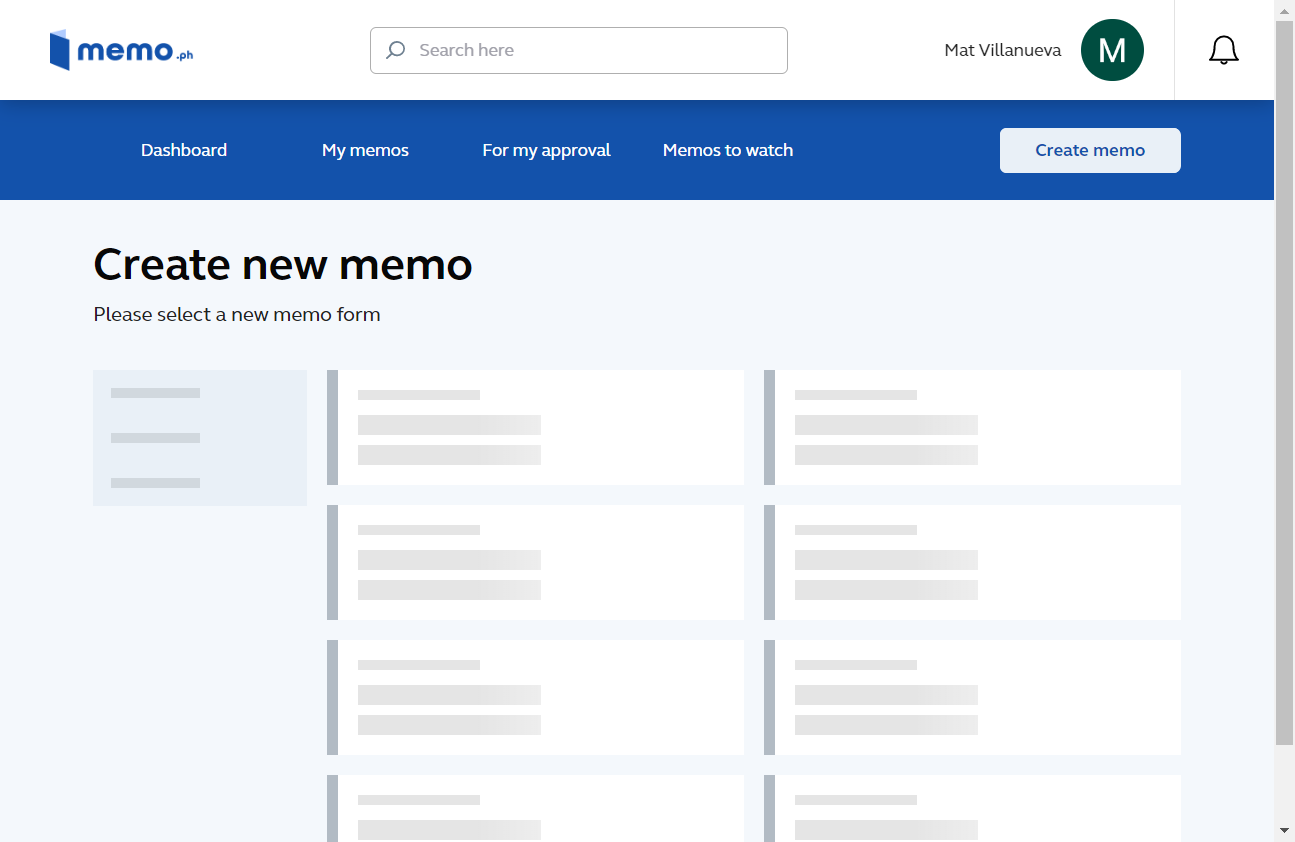 memo.ph
Search here
Mat Villanueva
M
Dashboard
My memos
For my approval
Memos to watch
Create memo
Create new memo
Please select a new memo form